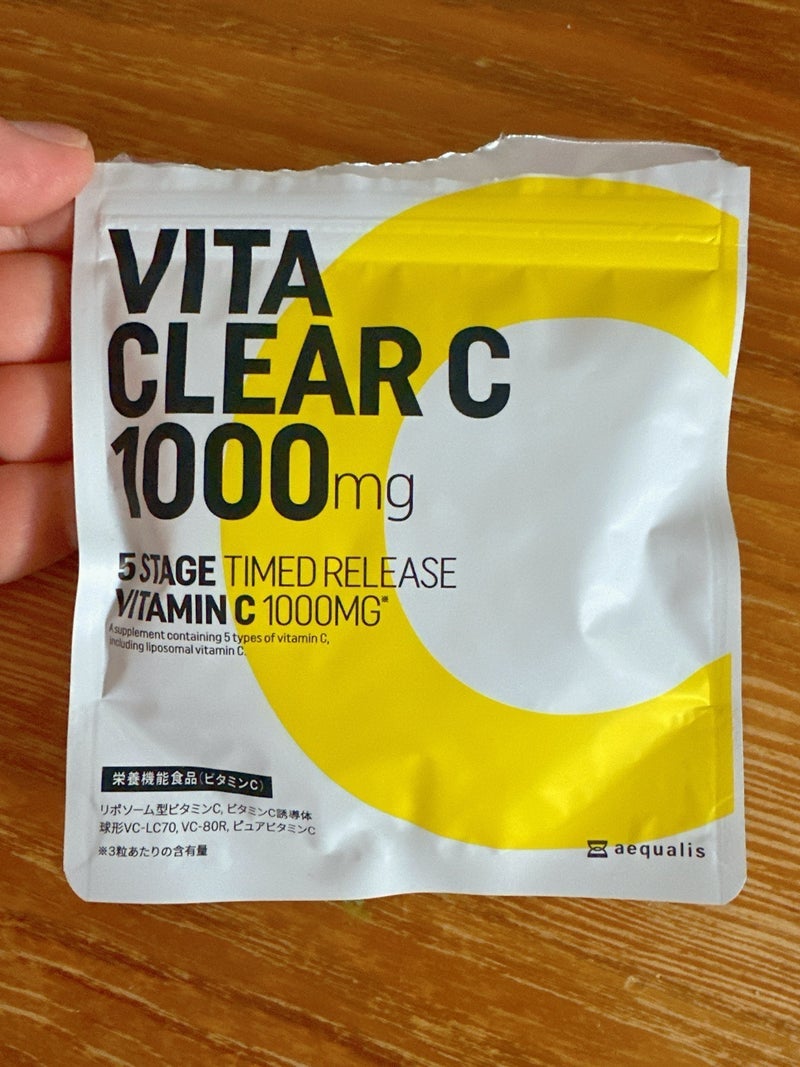 VITA
CLEAR C
1000mg
5 STAGE TIMED RELEASE
VITAMIN C 1000MG※
A supplement containing 5 types of vitamin C,
including liposomal vitamin C.
栄養機能食品(ビタミンC)
リポソーム型ビタミンC, ビタミンC誘導体
球形VC-LC70, VC-80R, ピュアビタミンC
※3粒あたりの含有量
aequalis